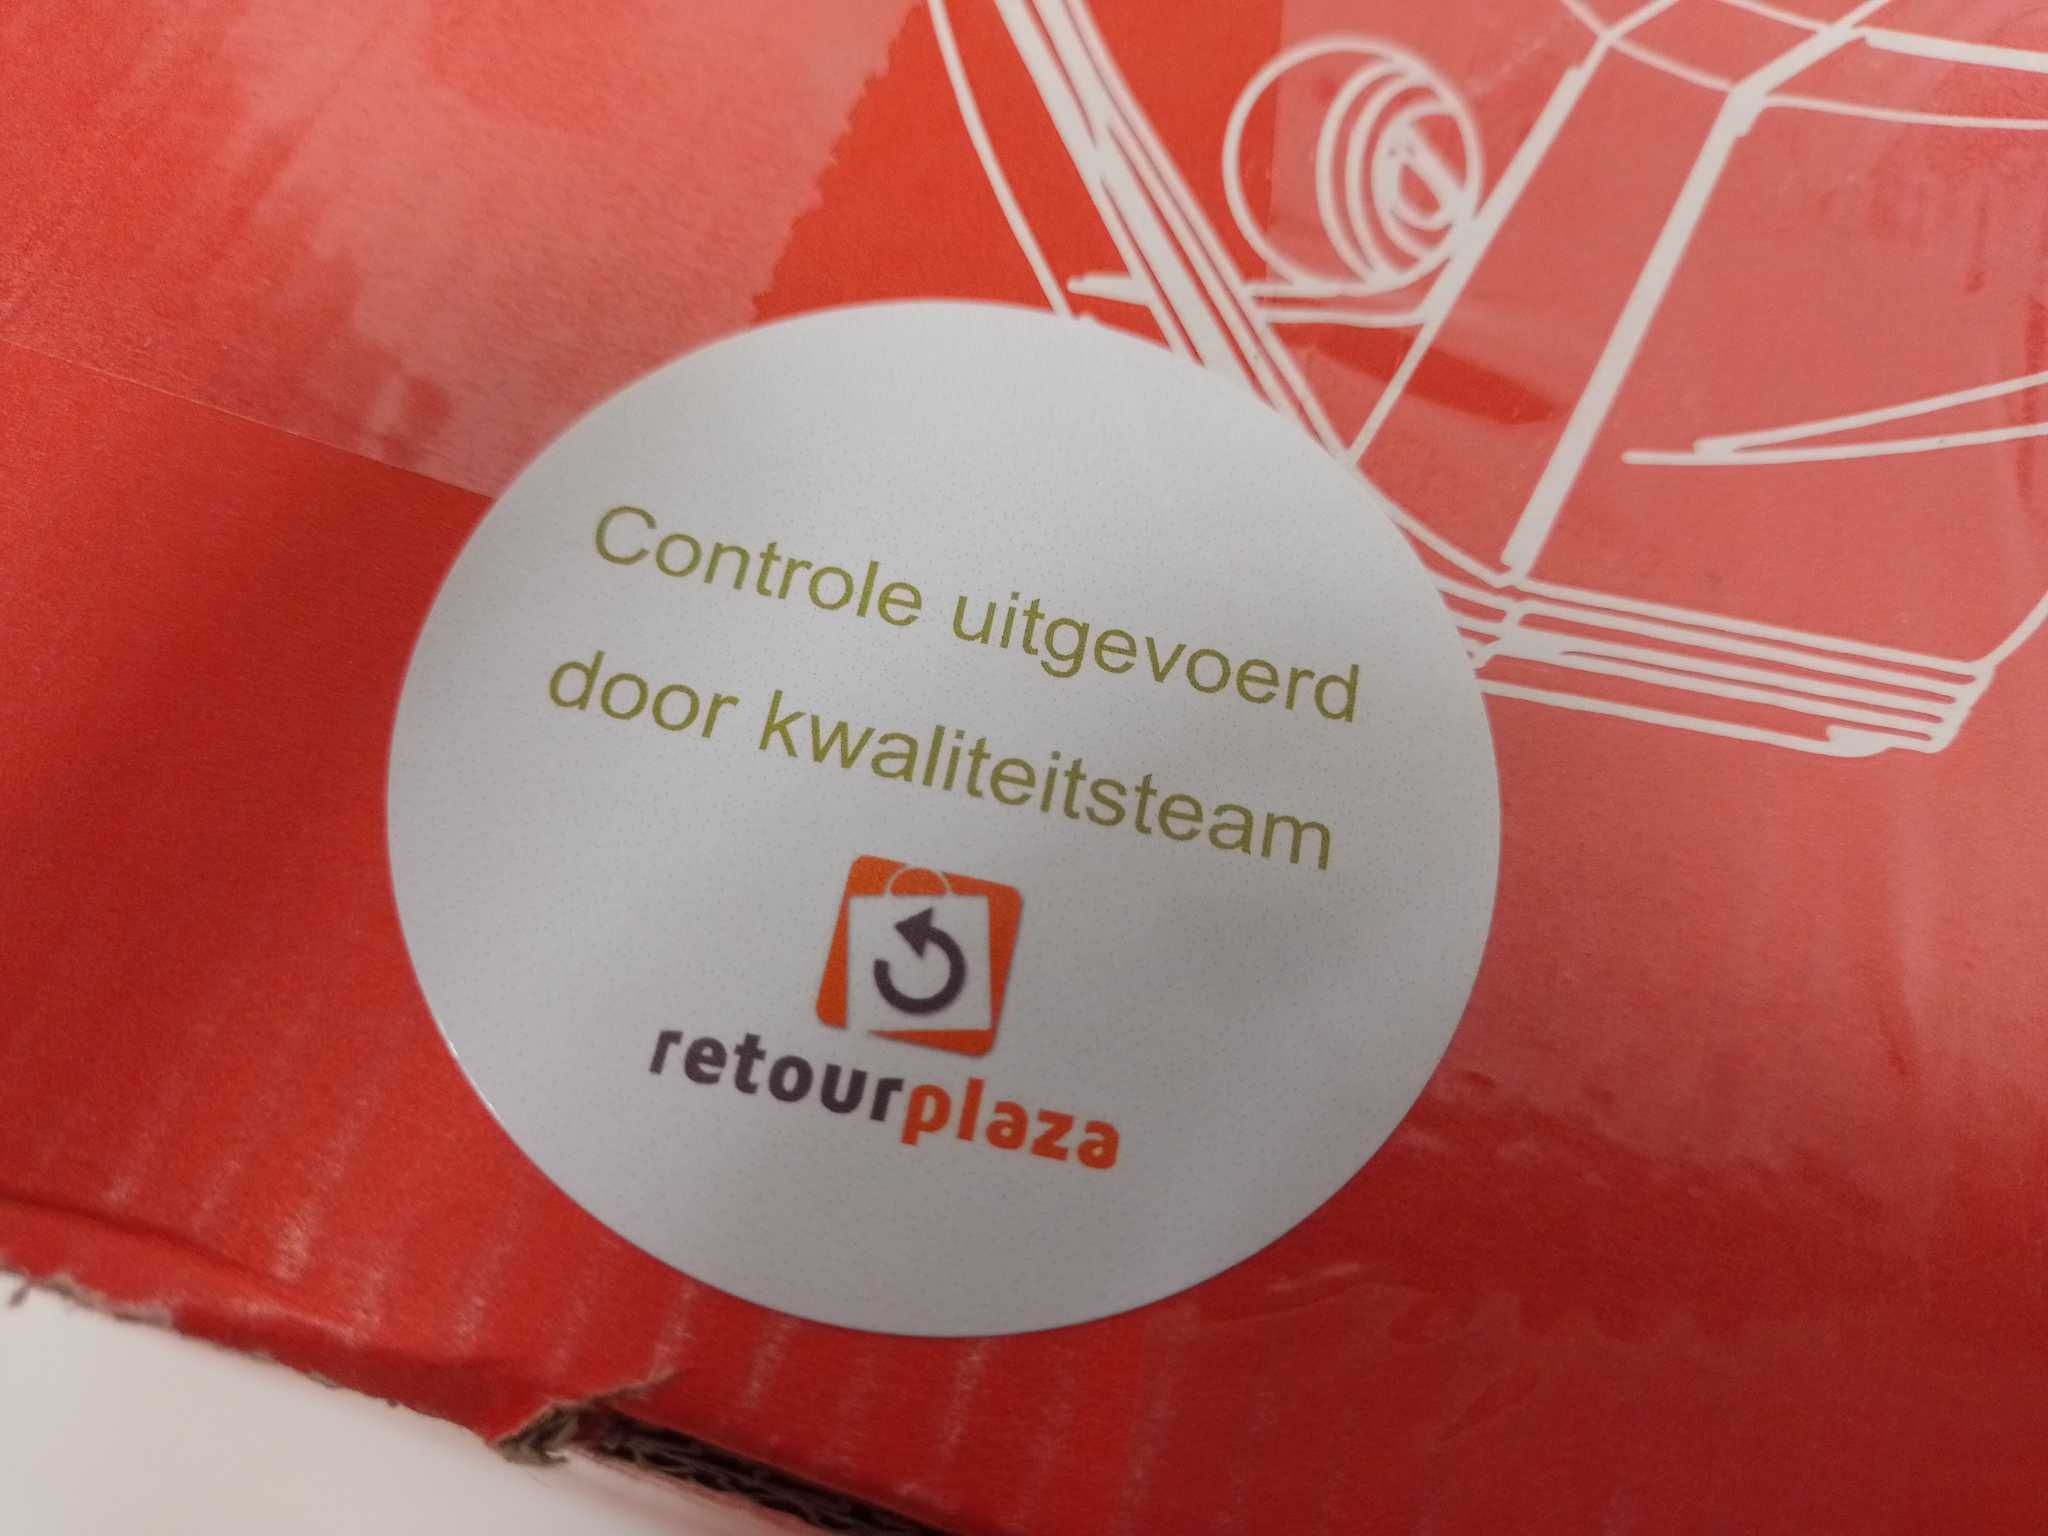 Controle uitgevoerd
door kwaliteitsteam
retourplaza